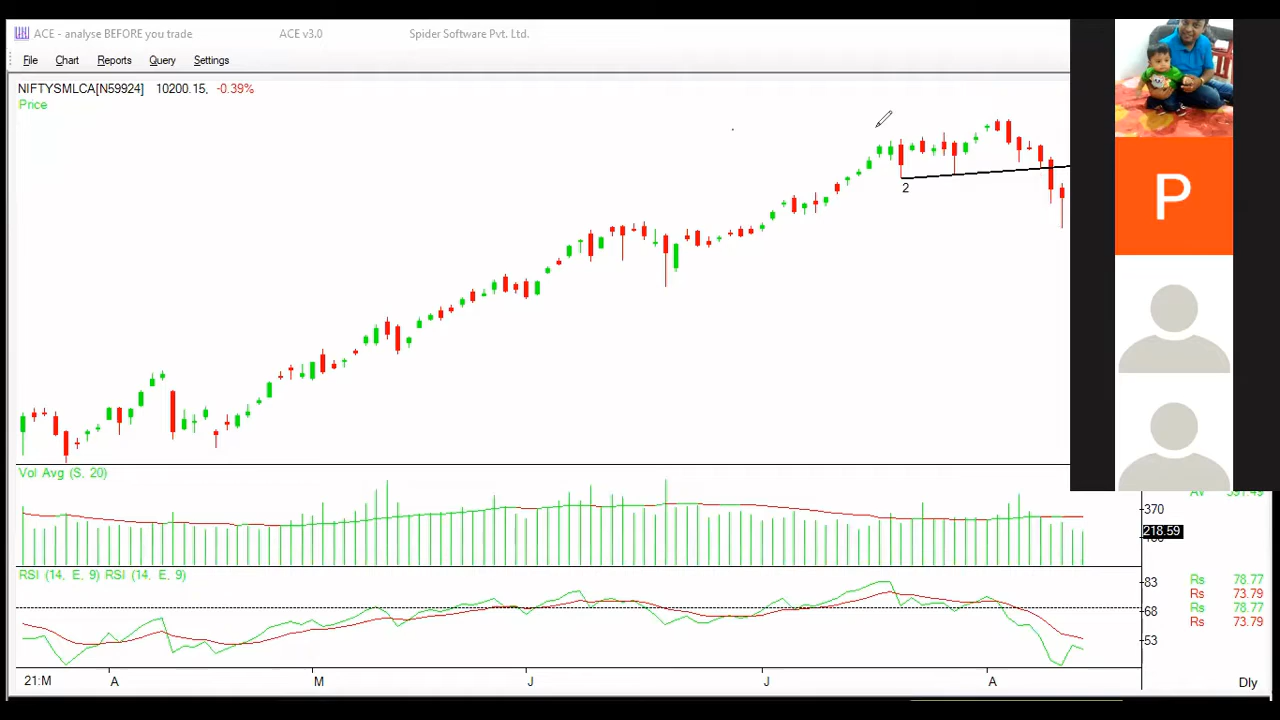 ACE - analyse BEFORE you trade ACE v3.0 Spider Software Pvt. Ltd.
File Chart Reports Query Settings
NIFTYSMLCA[N59924] 10200.15, -0.39%
Price
P
2
Vol Avg (S, 20)
370
218.59
RSI (14, E, 9) RSI (14, E, 9)
83
68
53
Rs 78.77
Rs 73.79
Rs 78.77
Rs 73.79
21:M A M J J A Dly